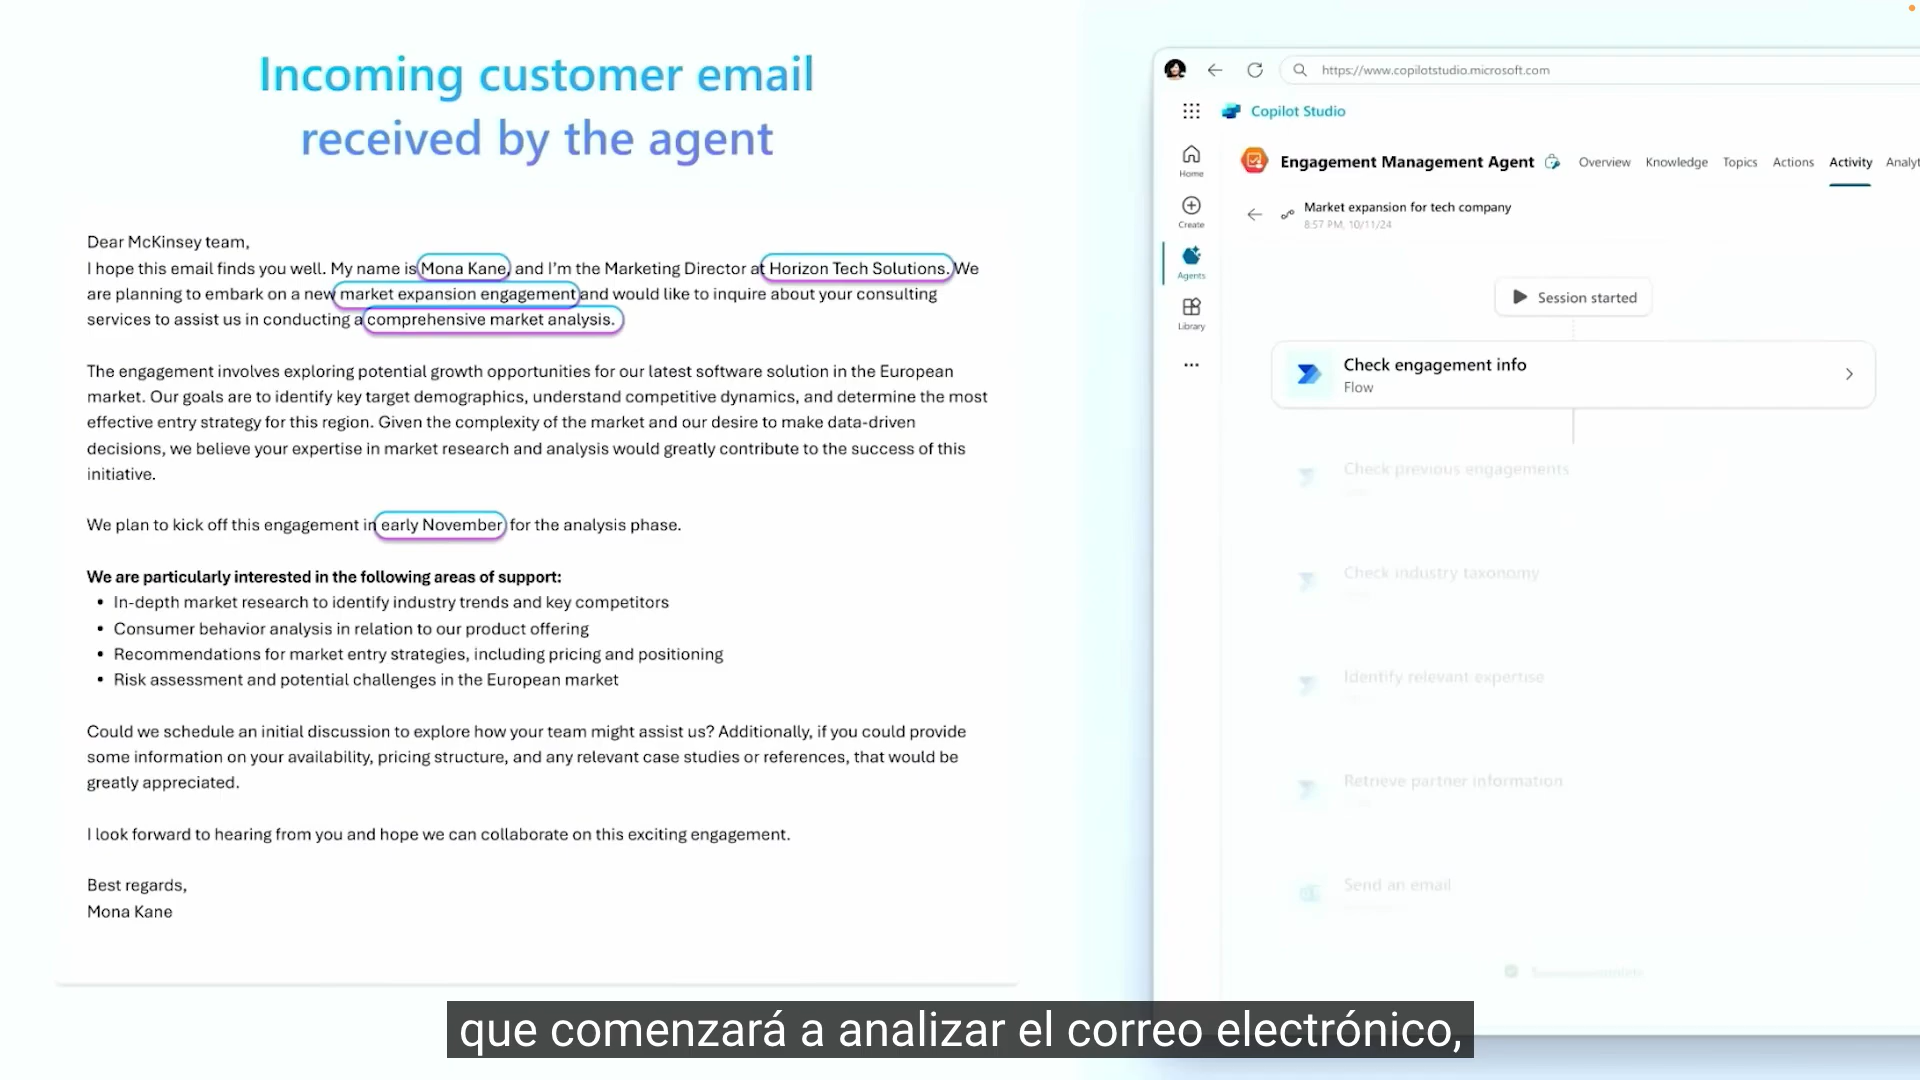 Incoming customer email
received by the agent
Dear McKinsey team,
I hope this email finds you well. My name is Mona Kane, and I'm the Marketing Director at Horizon Tech Solutions. We
are planning to embark on a new market expansion engagement and would like to inquire about your consulting
services to assist us in conducting a comprehensive market analysis.
The engagement involves exploring potential growth opportunities for our latest software solution in the European
market. Our goals are to identify key target demographics, understand competitive dynamics, and determine the most
effective entry strategy for this region. Given the complexity of the market and our desire to make data-driven
decisions, we believe your expertise in market research and analysis would greatly contribute to the success of this
initiative.
We plan to kick off this engagement in early November for the analysis phase.
We are particularly interested in the following areas of support:
• In-depth market research to identify industry trends and key competitors
• Consumer behavior analysis in relation to our product offering
• Recommendations for market entry strategies, including pricing and positioning
• Risk assessment and potential challenges in the European market
Could we schedule an initial discussion to explore how your team might assist us? Additionally, if you could provide
some information on your availability, pricing structure, and any relevant case studies or references, that would be
greatly appreciated.
I look forward to hearing from you and hope we can collaborate on this exciting engagement.
Best regards,
Mona Kane
https://www.copilotstudio.microsoft.com
Copilot Studio
Home
Create
Agents
Library
Engagement Management Agent
Overview Knowledge Topics Actions Activity Analyt
Market expansion for tech company
8:57 PM, 10/11/24
Session started
Check engagement info
Flow
Check previous engagements
Check industry taxonomy
Identify relevant expertise
Retrieve partner information
Send an email
que comenzará a analizar el correo electrónico,